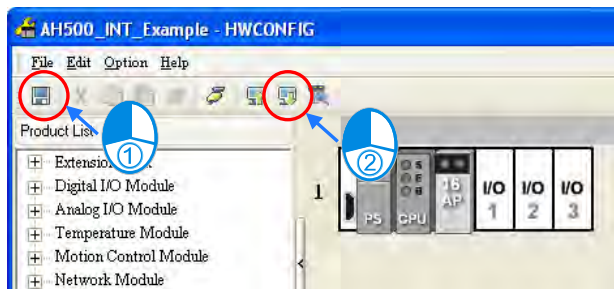 AH500_INT_Example - HWCONFIG
File Edit Option Help
① ②
Product List
Extension
Digital I/O Module
Analog I/O Module
Temperature Module
Motion Control Module
Network Module
1
PS CPU 16 AP I/O 1 I/O 2 I/O 3